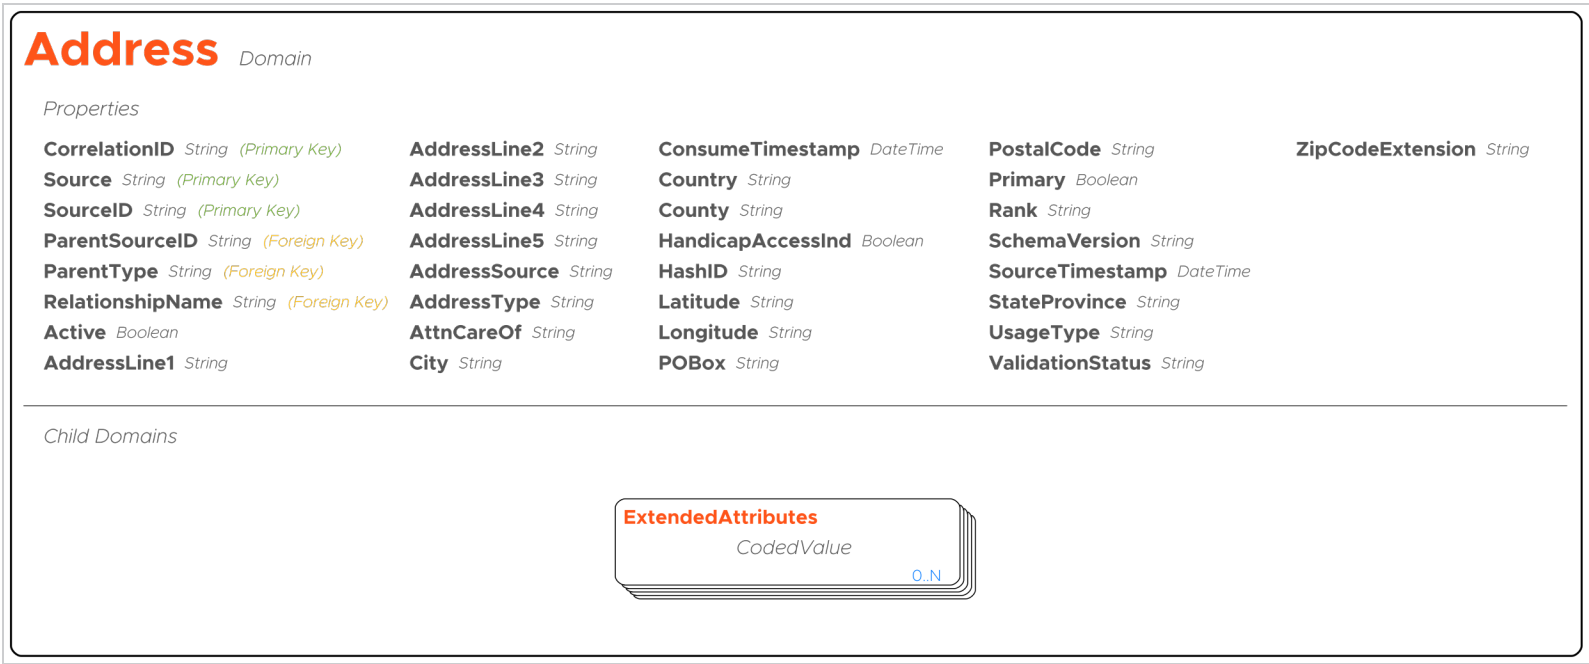 Address Domain
Properties
CorrelationID String (Primary Key)
Source String (Primary Key)
SourceID String (Primary Key)
ParentSourceID String (Foreign Key)
ParentType String (Foreign Key)
RelationshipName String (Foreign Key)
Active Boolean
AddressLine1 String
AddressLine2 String
AddressLine3 String
AddressLine4 String
AddressLine5 String
AddressSource String
AddressType String
AttnCareOf String
City String
ConsumeTimestamp DateTime
Country String
County String
HandicapAccessInd Boolean
HashID String
Latitude String
Longitude String
POBox String
PostalCode String
Primary Boolean
Rank String
SchemaVersion String
SourceTimestamp DateTime
StateProvince String
UsageType String
ValidationStatus String
ZipCodeExtension String
Child Domains
ExtendedAttributes
CodedValue
0..N